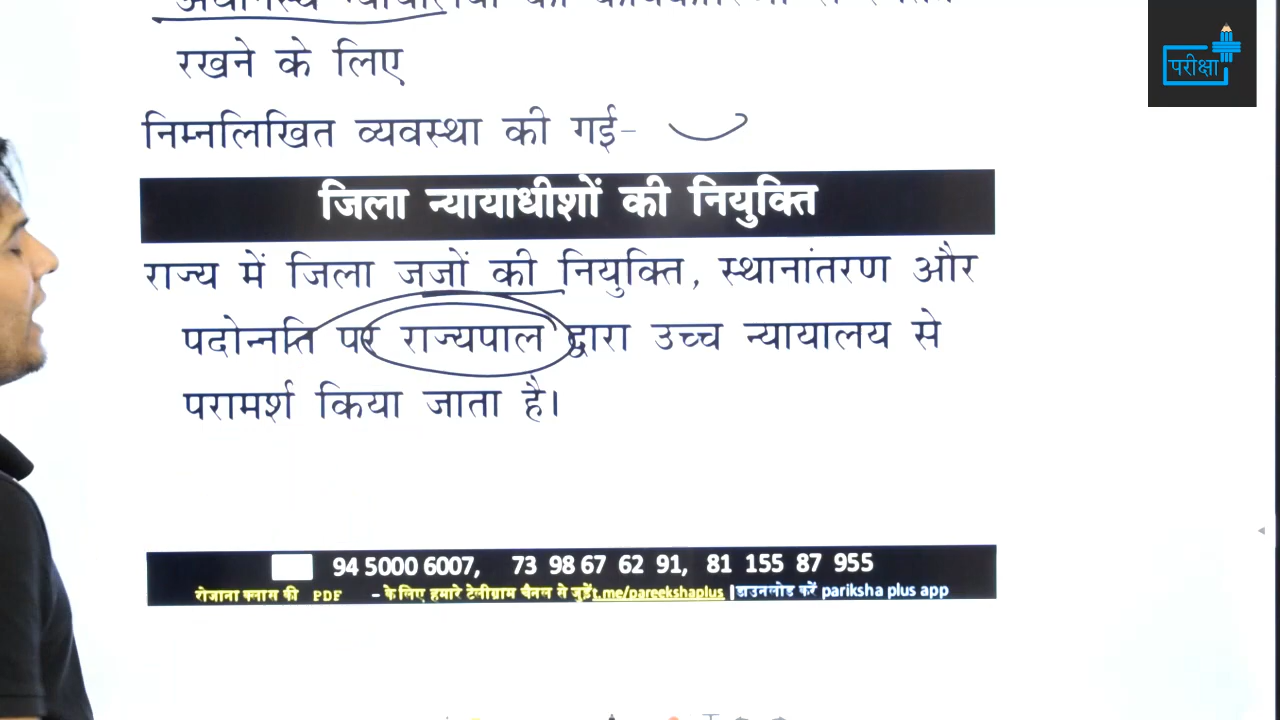 परीक्षा
रखने के लिए
निम्नलिखित व्यवस्था की गई-
जिला न्यायाधीशों की नियुक्ति
राज्य में जिला जजों की नियुक्ति, स्थानांतरण और
पदोन्नति पर राज्यपाल द्वारा उच्च न्यायालय से
परामर्श किया जाता है।
94 5000 6007, 73 98 67 62 91, 81 155 87 955
रोजाना क्लास की PDF - के लिए हमारे टेलीग्राम चैनल से जुड़ें t.me/pareekshaplus | डाउनलोड करें pariksha plus app